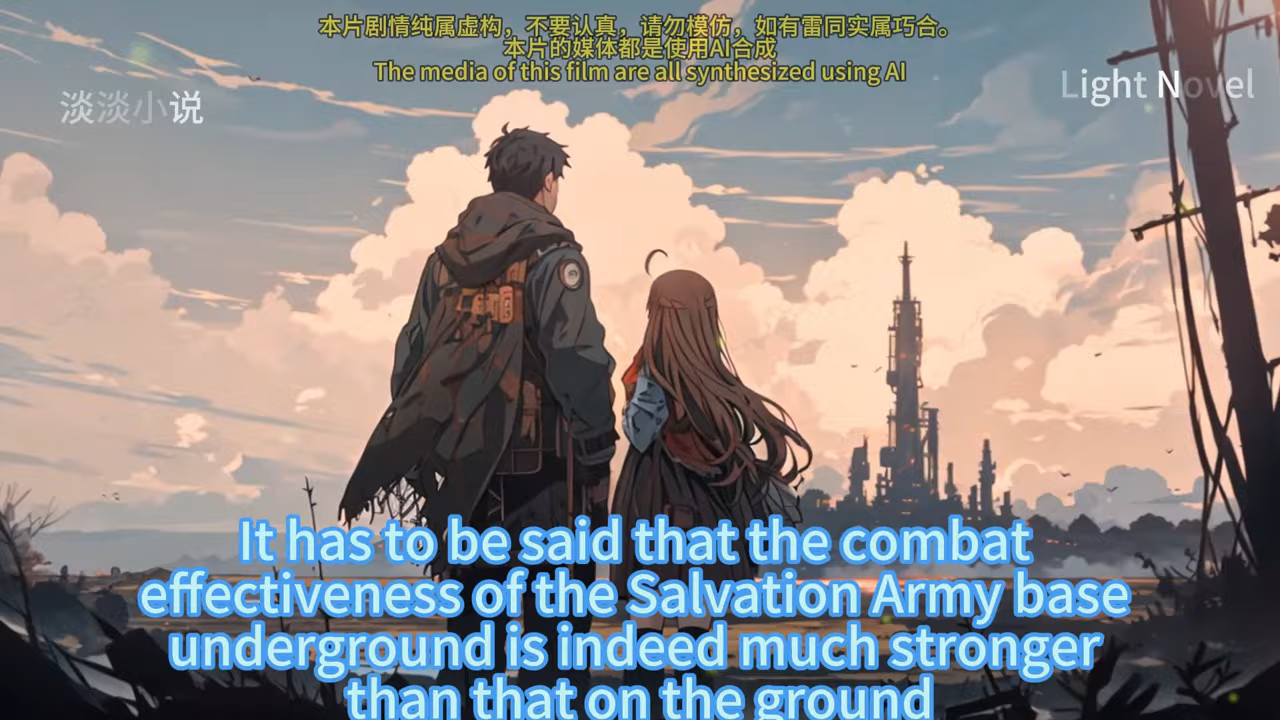 本片剧情纯属虚构，不要认真，请勿模仿，如有雷同实属巧合。
本片的媒体都是使用AI合成
The media of this film are all synthesized using AI
淡淡小说
Light Novel
It has to be said that the combat
effectiveness of the Salvation Army base
underground is indeed much stronger
than that on the ground